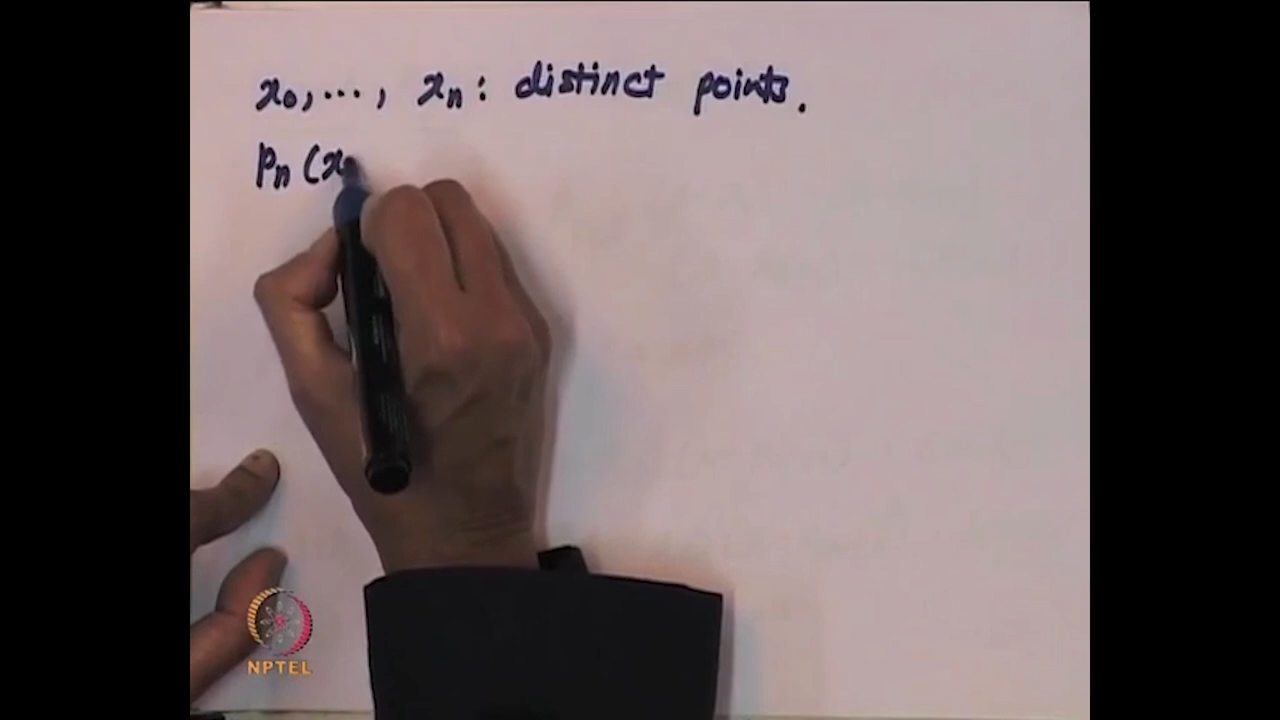 x₀, ..., xₙ : distinct points.
pₙ (x
NPTEL